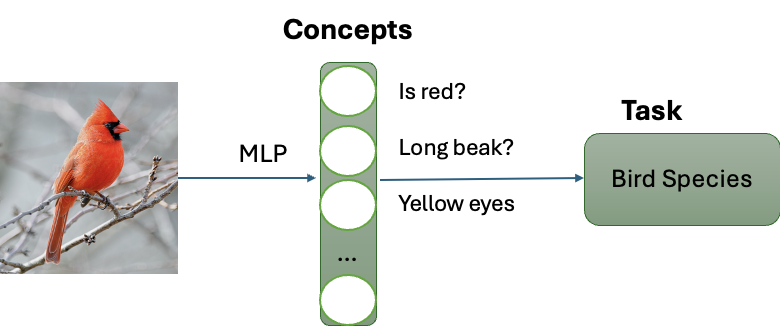 Concepts
Is red?
Task
MLP
Long beak?
Bird Species
Yellow eyes
...